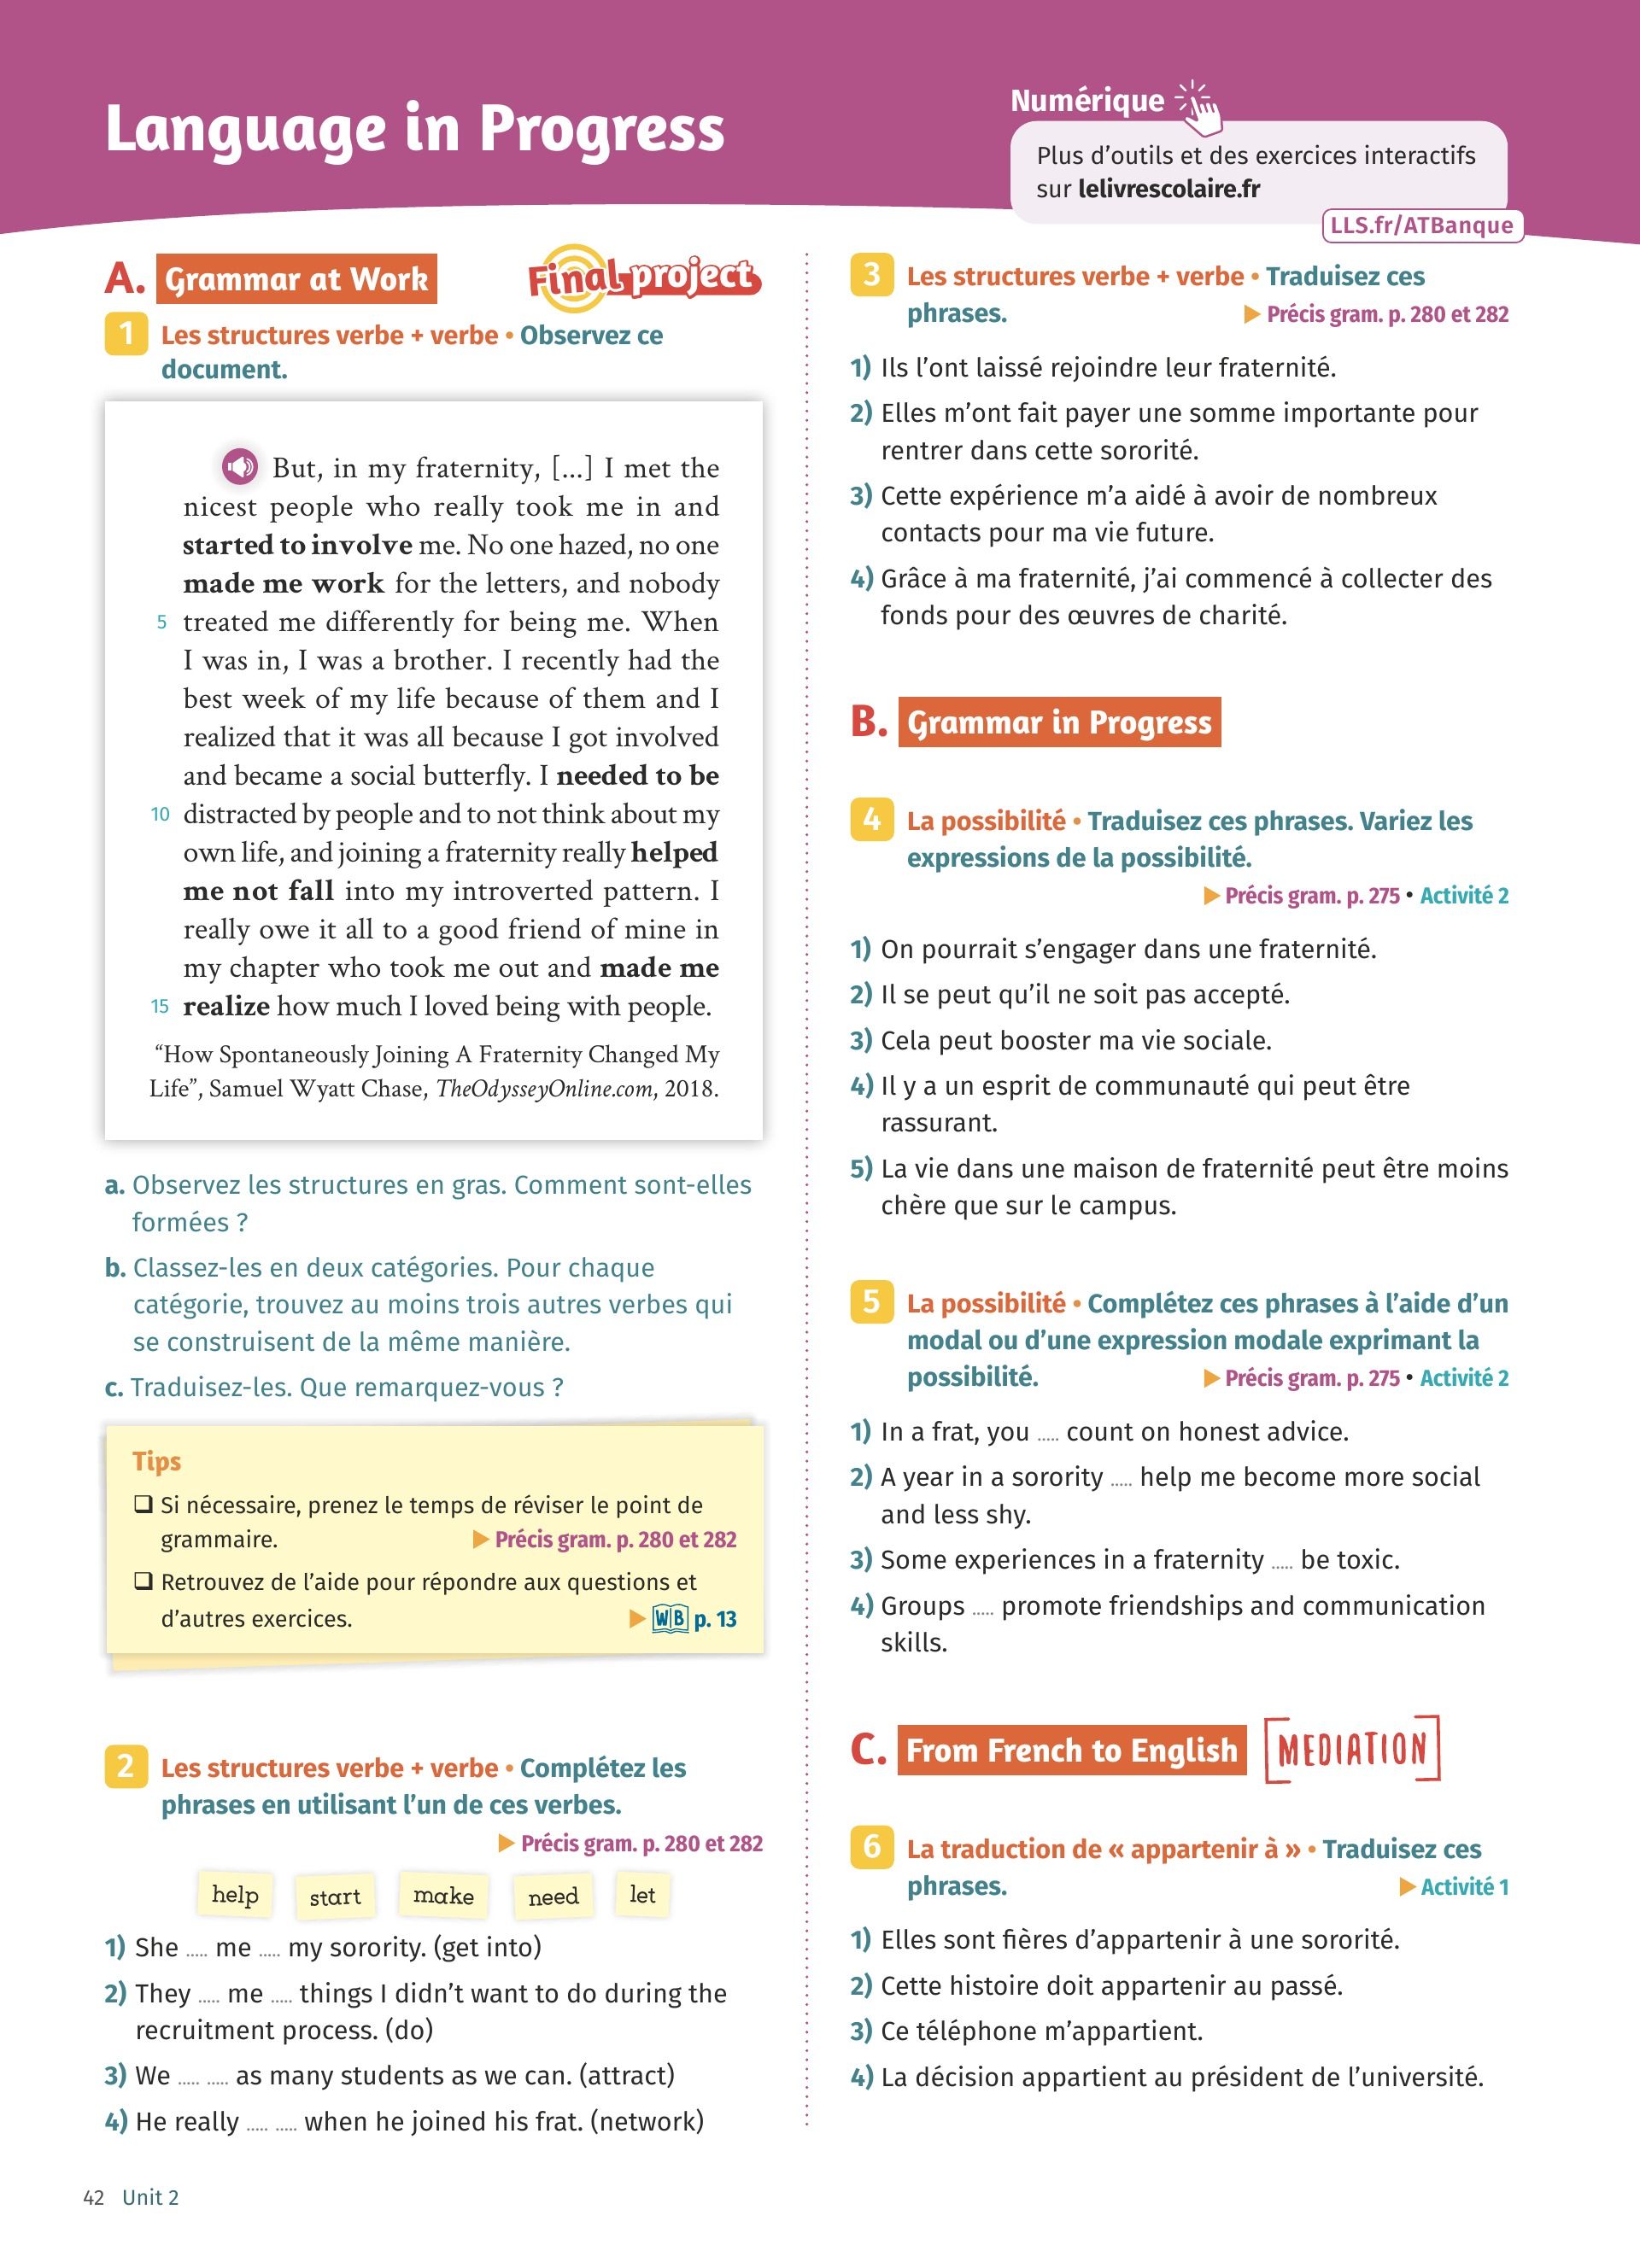 Language in Progress
Numérique
Plus d’outils et des exercices interactifs
sur lelivrescolaire.fr
LLS.fr/ATBanque
A. Grammar at Work
Final project
1 Les structures verbe + verbe • Observez ce
document.
But, in my fraternity, [...] I met the
nicest people who really took me in and
started to involve me. No one hazed, no one
made me work for the letters, and nobody
5 treated me differently for being me. When
I was in, I was a brother. I recently had the
best week of my life because of them and I
realized that it was all because I got involved
and became a social butterfly. I needed to be
10 distracted by people and to not think about my
own life, and joining a fraternity really helped
me not fall into my introverted pattern. I
really owe it all to a good friend of mine in
my chapter who took me out and made me
15 realize how much I loved being with people.
“How Spontaneously Joining A Fraternity Changed My
Life”, Samuel Wyatt Chase, TheOdysseyOnline.com, 2018.
a. Observez les structures en gras. Comment sont-elles
formées ?
b. Classez-les en deux catégories. Pour chaque
catégorie, trouvez au moins trois autres verbes qui
se construisent de la même manière.
c. Traduisez-les. Que remarquez-vous ?
Tips
❑ Si nécessaire, prenez le temps de réviser le point de
grammaire. ▶ Précis gram. p. 280 et 282
❑ Retrouvez de l’aide pour répondre aux questions et
d’autres exercices. ▶ WB p. 13
2 Les structures verbe + verbe • Complétez les
phrases en utilisant l’un de ces verbes.
▶ Précis gram. p. 280 et 282
help start make need let
1) She ..... me ..... my sorority. (get into)
2) They ..... me ..... things I didn’t want to do during the
recruitment process. (do)
3) We ..... ..... as many students as we can. (attract)
4) He really ..... ..... when he joined his frat. (network)
3 Les structures verbe + verbe • Traduisez ces
phrases. ▶ Précis gram. p. 280 et 282
1) Ils l’ont laissé rejoindre leur fraternité.
2) Elles m’ont fait payer une somme importante pour
rentrer dans cette sororité.
3) Cette expérience m’a aidé à avoir de nombreux
contacts pour ma vie future.
4) Grâce à ma fraternité, j’ai commencé à collecter des
fonds pour des œuvres de charité.
B. Grammar in Progress
4 La possibilité • Traduisez ces phrases. Variez les
expressions de la possibilité.
▶ Précis gram. p. 275 • Activité 2
1) On pourrait s’engager dans une fraternité.
2) Il se peut qu’il ne soit pas accepté.
3) Cela peut booster ma vie sociale.
4) Il y a un esprit de communauté qui peut être
rassurant.
5) La vie dans une maison de fraternité peut être moins
chère que sur le campus.
5 La possibilité • Complétez ces phrases à l’aide d’un
modal ou d’une expression modale exprimant la
possibilité. ▶ Précis gram. p. 275 • Activité 2
1) In a frat, you ..... count on honest advice.
2) A year in a sorority ..... help me become more social
and less shy.
3) Some experiences in a fraternity ..... be toxic.
4) Groups ..... promote friendships and communication
skills.
C. From French to English
MEDIATION
6 La traduction de « appartenir à » • Traduisez ces
phrases. ▶ Activité 1
1) Elles sont fières d’appartenir à une sororité.
2) Cette histoire doit appartenir au passé.
3) Ce téléphone m’appartient.
4) La décision appartient au président de l’université.
42 Unit 2